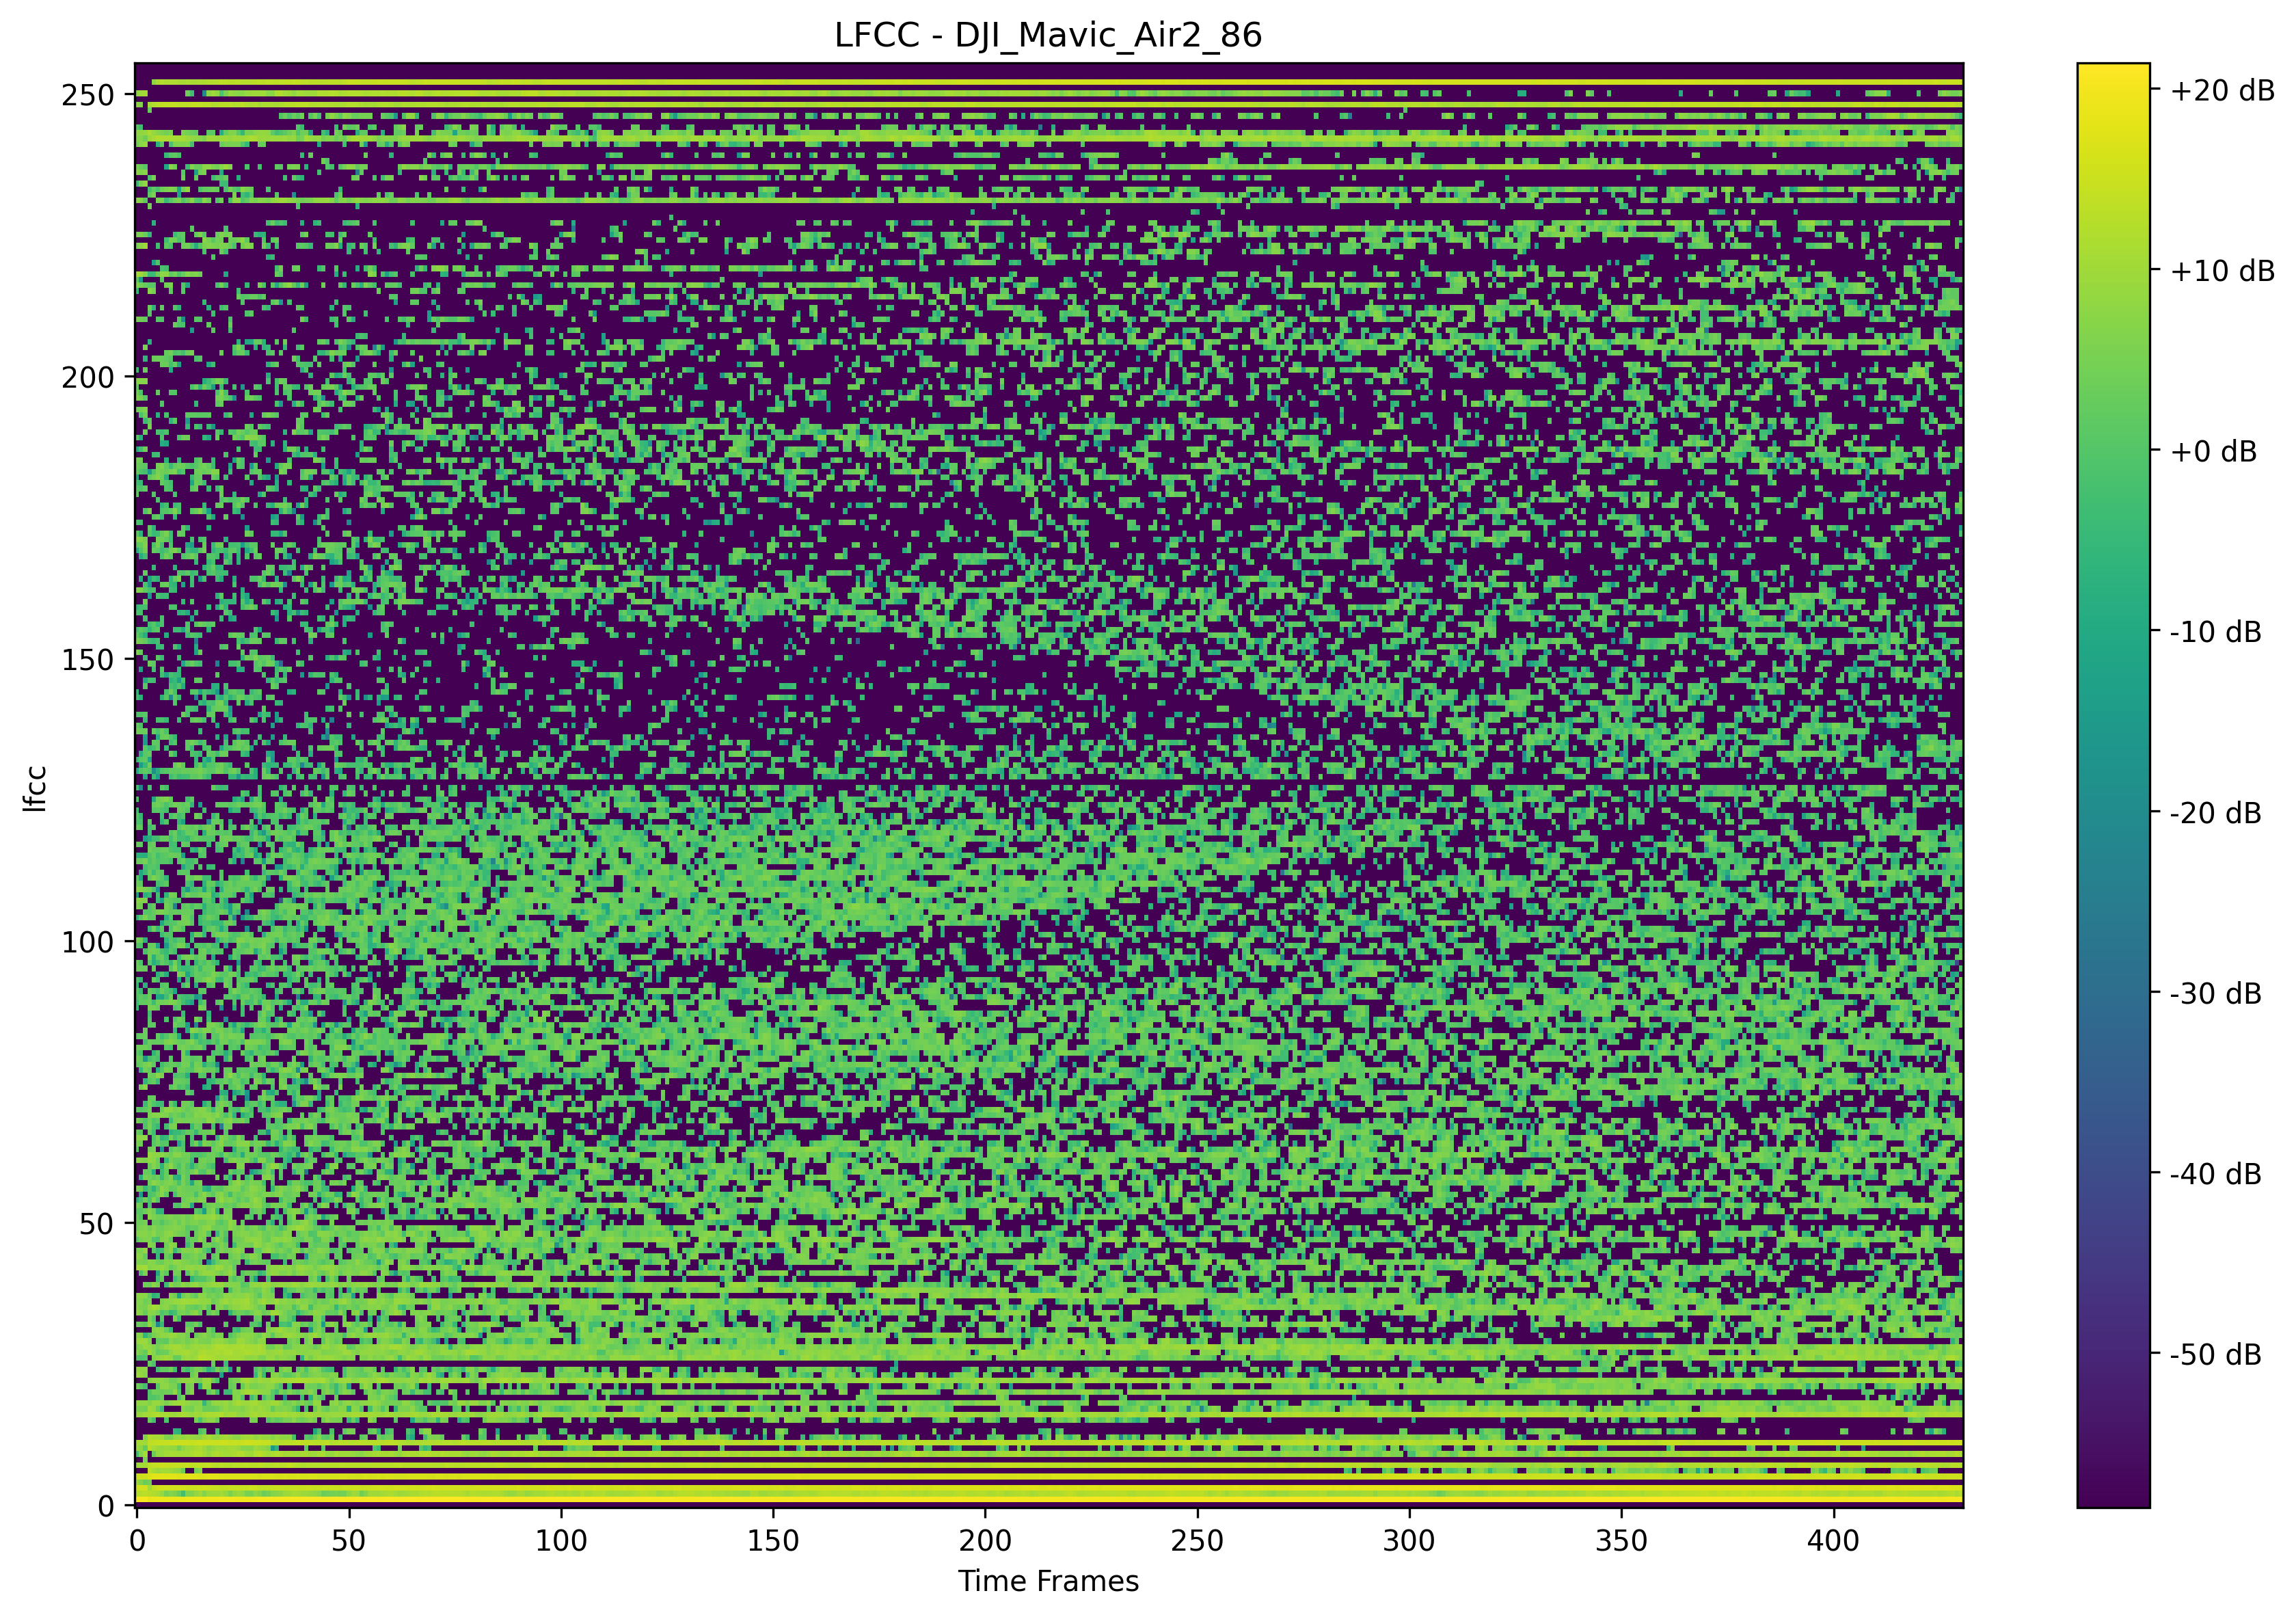 LFCC - DJI_Mavic_Air2_86
250
200
150
100
50
0
lfcc
0 50 100 150 200 250 300 350 400
Time Frames
+20 dB
+10 dB
+0 dB
-10 dB
-20 dB
-30 dB
-40 dB
-50 dB